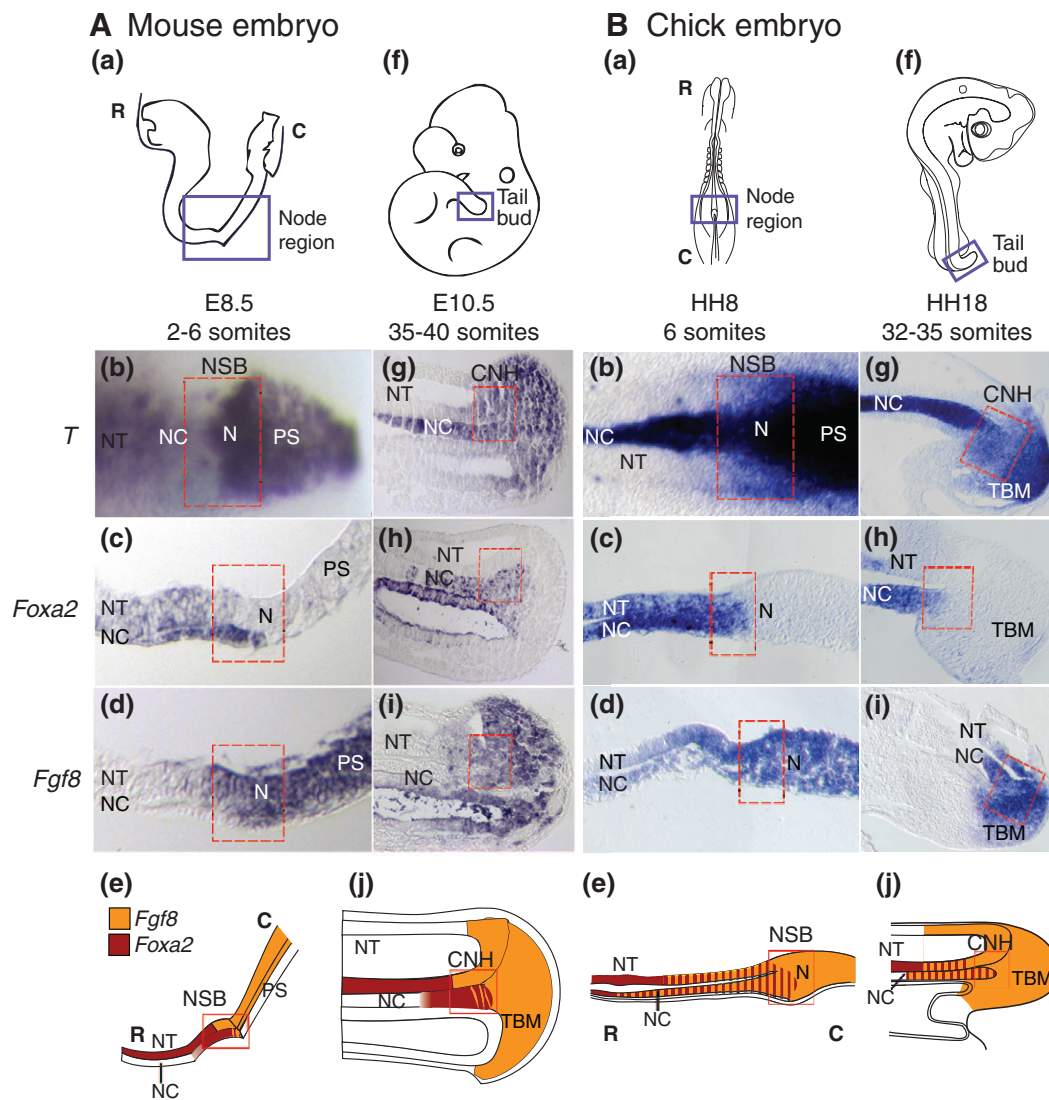 A Mouse embryo
B Chick embryo
(a)
R
C
Node
region
(f)
Tail
bud
(a)
R
Node
region
C
(f)
Tail
bud
E8.5
2-6 somites
E10.5
35-40 somites
HH8
6 somites
HH18
32-35 somites
T
(b)
NSB
NT
NC
N
PS
(g)
CNH
NT
NC
(b)
NSB
NC
N
PS
NT
(g)
CNH
NC
TBM
Foxa2
(c)
PS
N
NT
NC
(h)
NT
NC
(c)
NT
NC
N
(h)
NT
NC
TBM
Fgf8
(d)
PS
N
NT
NC
(i)
NT
NC
(d)
N
NT
NC
(i)
NT
NC
TBM
(e)
Fgf8
Foxa2
C
PS
NSB
R
NT
NC
(j)
NT
CNH
NC
TBM
(e)
NSB
NT
N
NC
R
C
(j)
NT
CNH
NC
TBM